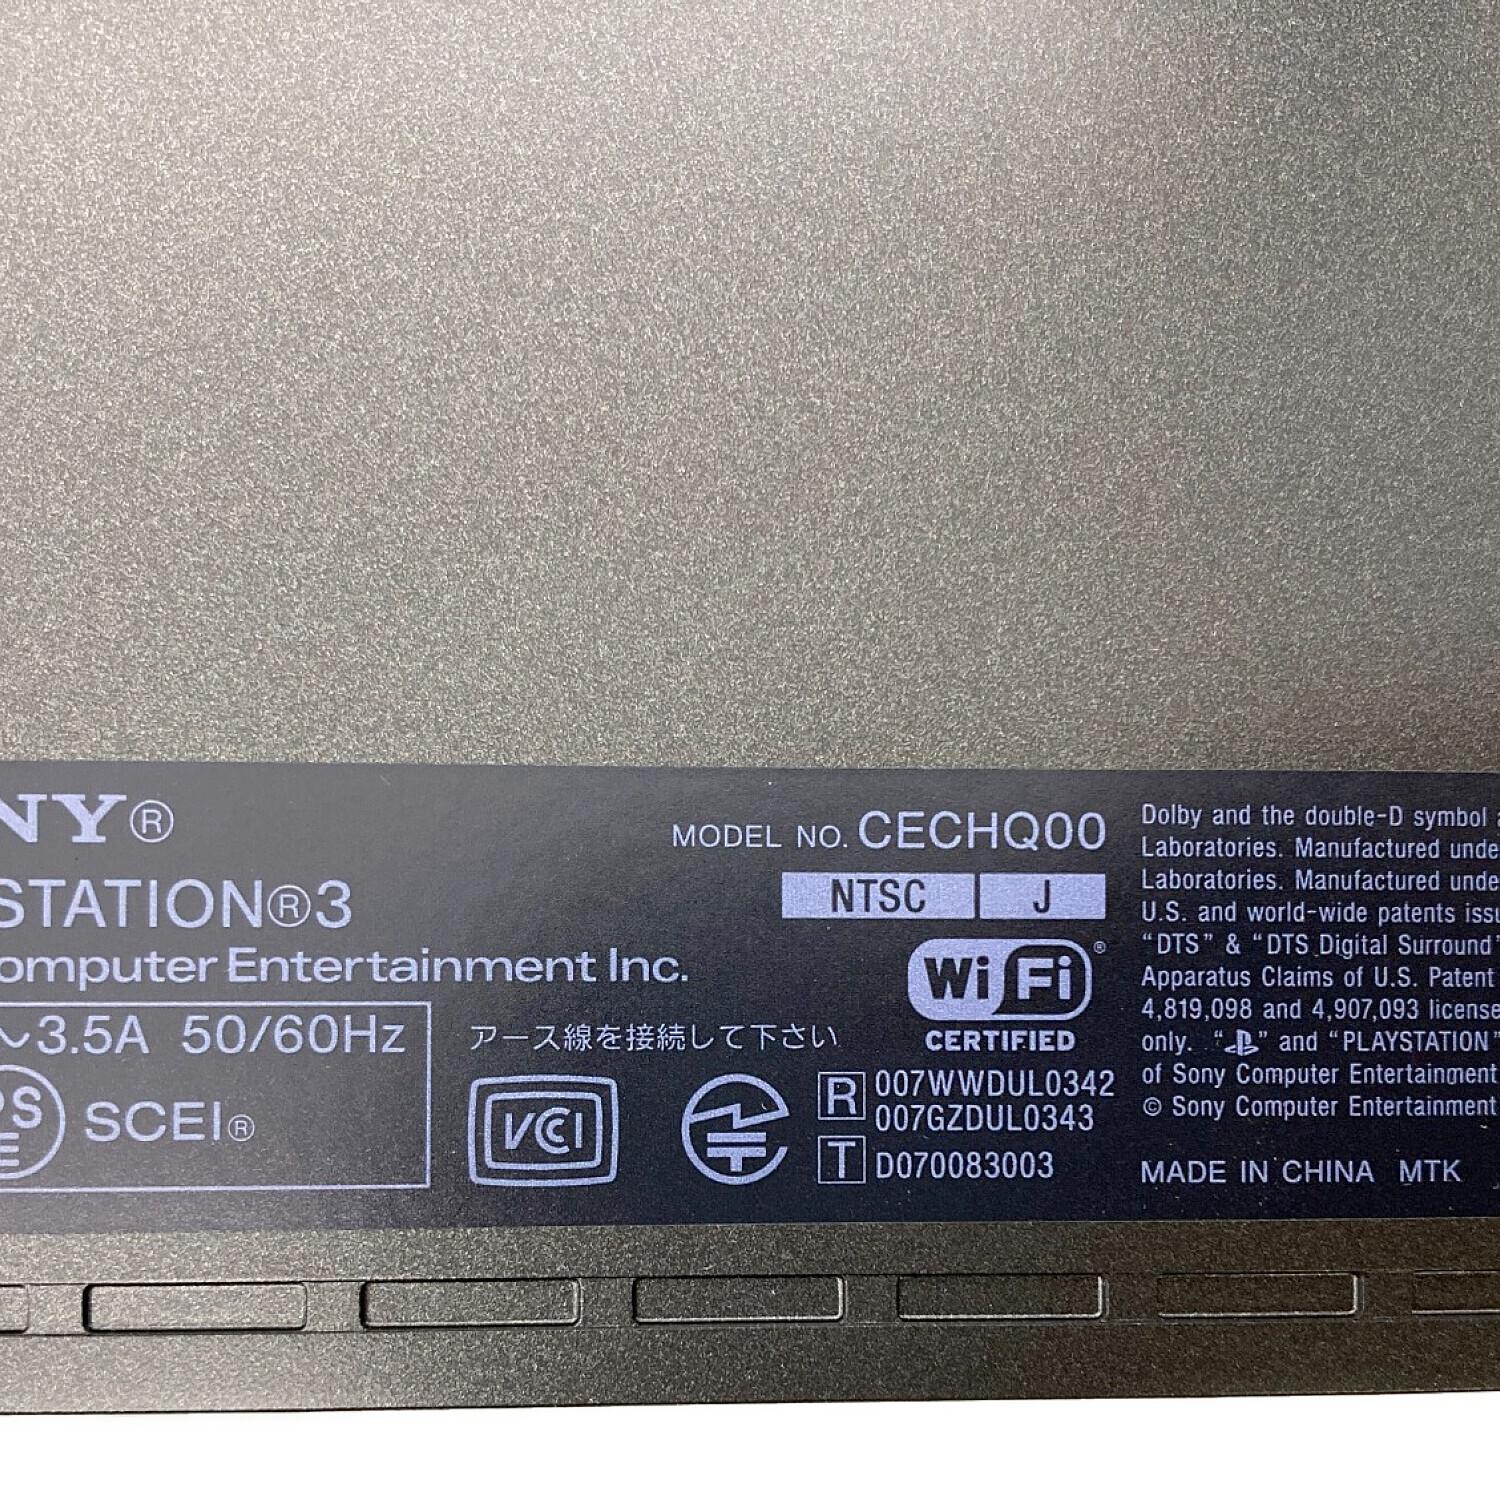 NY®
STATION®3
omputer Entertainment Inc.
~3.5A 50/60Hz
PS
E
SCEI®
アース線を接続して下さい
VCCI
MODEL NO. CECHQ00
NTSC J
Wi Fi®
CERTIFIED
R 007WWDUL0342
007GZDUL0343
T D070083003
Dolby and the double-D symbol
Laboratories. Manufactured unde
Laboratories. Manufactured unde
U.S. and world-wide patents issu
“DTS” & “DTS Digital Surround”
Apparatus Claims of U.S. Patent
4,819,098 and 4,907,093 license
only. “ ” and “PLAYSTATION”
of Sony Computer Entertainment
© Sony Computer Entertainment
MADE IN CHINA MTK